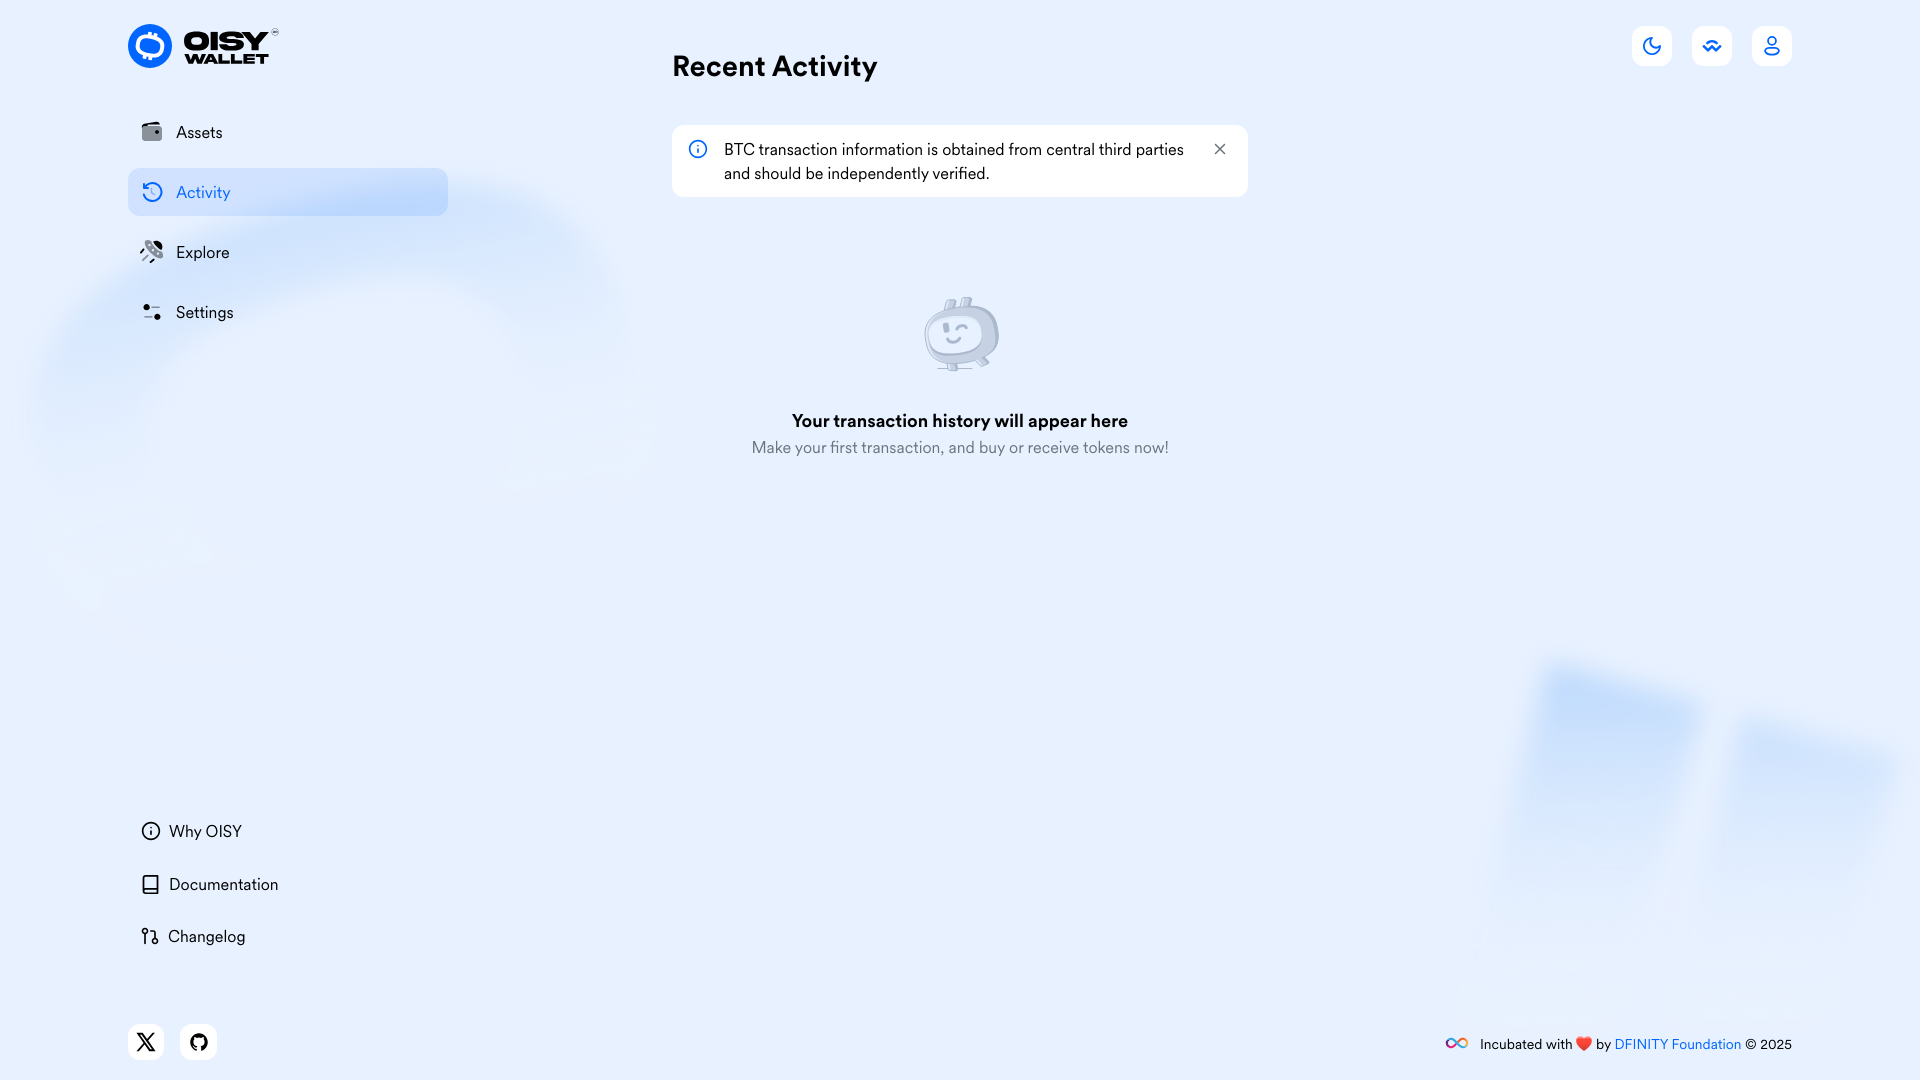 OISY
WALLET
Recent Activity
Assets
BTC transaction information is obtained from central third parties
and should be independently verified.
Activity
Explore
Settings
Your transaction history will appear here
Make your first transaction, and buy or receive tokens now!
Why OISY
Documentation
Changelog
Incubated with ❤️ by DFINITY Foundation © 2025